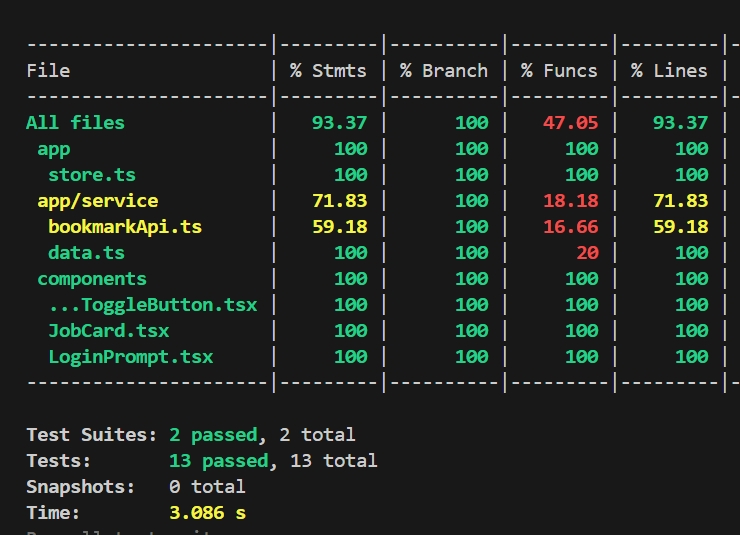 ----------------------|---------|----------|---------|---------|-
File                  | % Stmts | % Branch | % Funcs | % Lines |
----------------------|---------|----------|---------|---------|-
All files             |   93.37 |      100 |   47.05 |   93.37 |
 app                  |     100 |      100 |     100 |     100 |
  store.ts            |     100 |      100 |     100 |     100 |
 app/service          |   71.83 |      100 |   18.18 |   71.83 |
  bookmarkApi.ts      |   59.18 |      100 |   16.66 |   59.18 |
  data.ts             |     100 |      100 |      20 |     100 |
 components           |     100 |      100 |     100 |     100 |
  ...ToggleButton.tsx |     100 |      100 |     100 |     100 |
  JobCard.tsx         |     100 |      100 |     100 |     100 |
  LoginPrompt.tsx     |     100 |      100 |     100 |     100 |
----------------------|---------|----------|---------|---------|-
Test Suites: 2 passed, 2 total
Tests:       13 passed, 13 total
Snapshots:   0 total
Time:        3.086 s